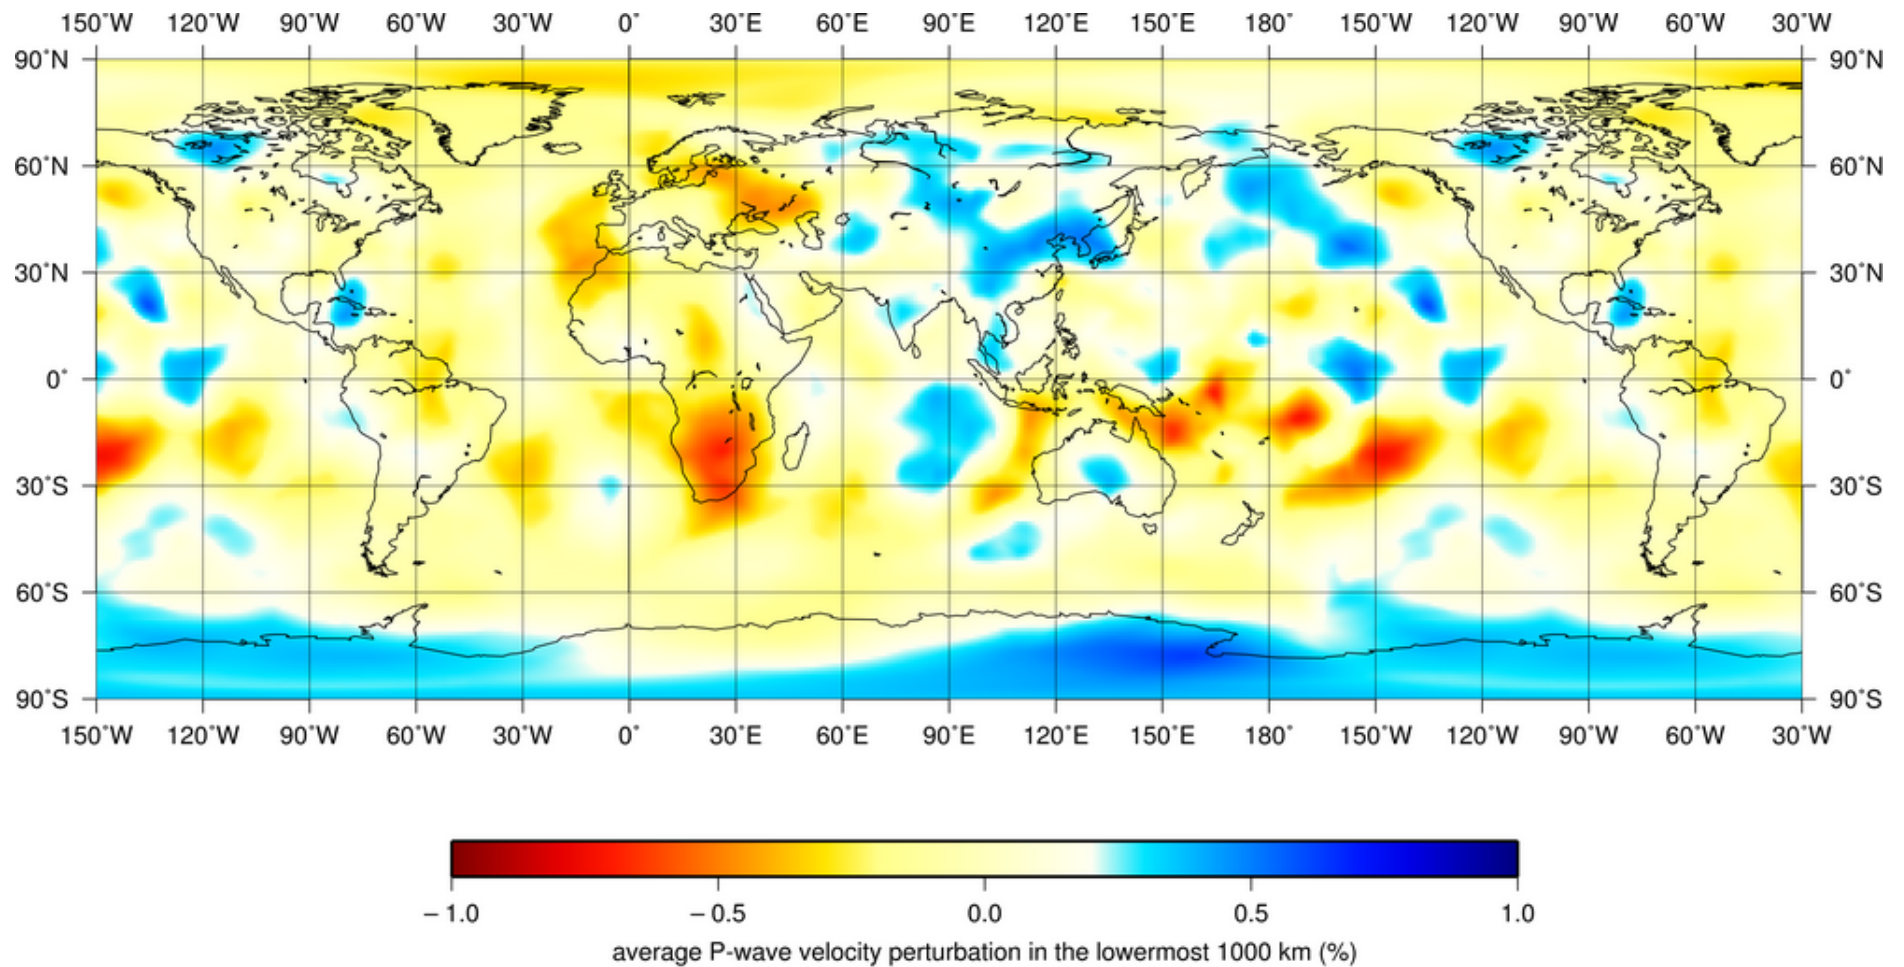 150˚W 120˚W 90˚W 60˚W 30˚W 0˚ 30˚E 60˚E 90˚E 120˚E 150˚E 180˚ 150˚W 120˚W 90˚W 60˚W 30˚W
90˚N 90˚N
60˚N 60˚N
30˚N 30˚N
0˚ 0˚
30˚S 30˚S
60˚S 60˚S
90˚S 90˚S
150˚W 120˚W 90˚W 60˚W 30˚W 0˚ 30˚E 60˚E 90˚E 120˚E 150˚E 180˚ 150˚W 120˚W 90˚W 60˚W 30˚W
–1.0 –0.5 0.0 0.5 1.0
average P-wave velocity perturbation in the lowermost 1000 km (%)